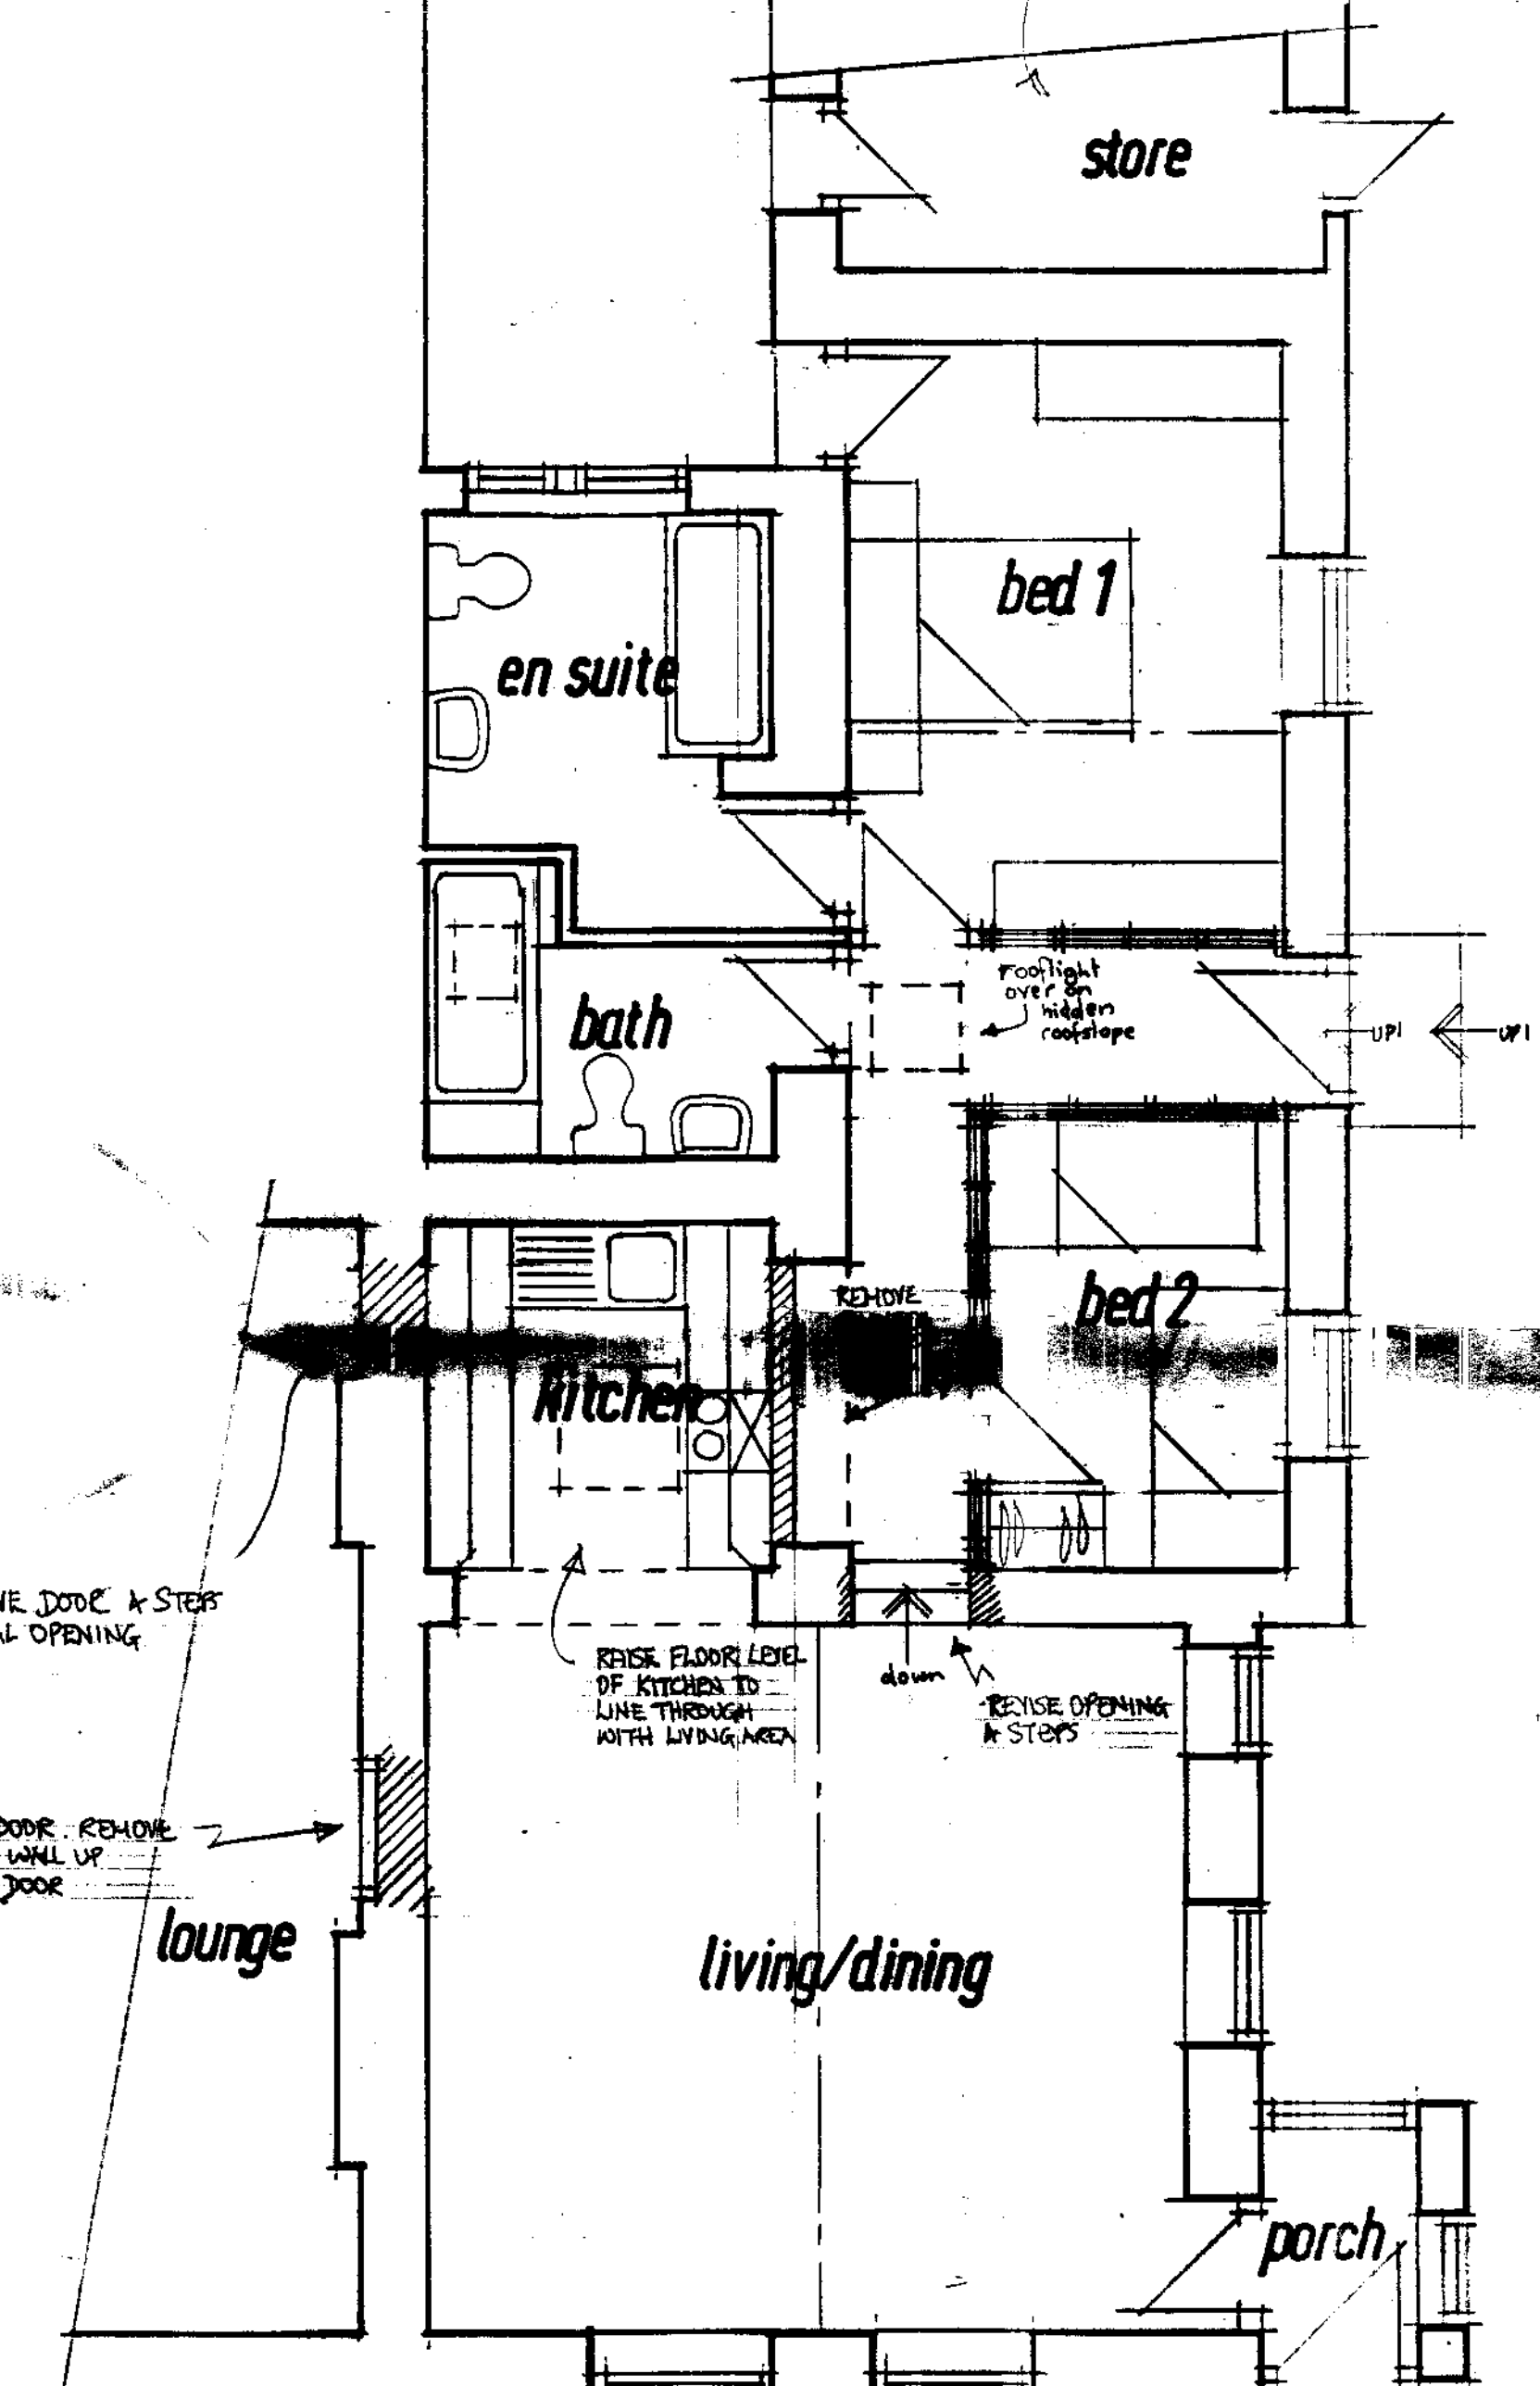 store
bed 1
en suite
rooflight
over on
hidden
roofslope
bath
UP1
UP1
REMOVE
bed 2
kitchen
DOOR & STEPS
OPENING
RAISE FLOOR LEVEL
OF KITCHEN TO
LINE THROUGH
WITH LIVING AREA
down
REVISE OPENING
& STEPS
DOOR. REMOVE
WALL UP
DOOR
lounge
living/dining
porch